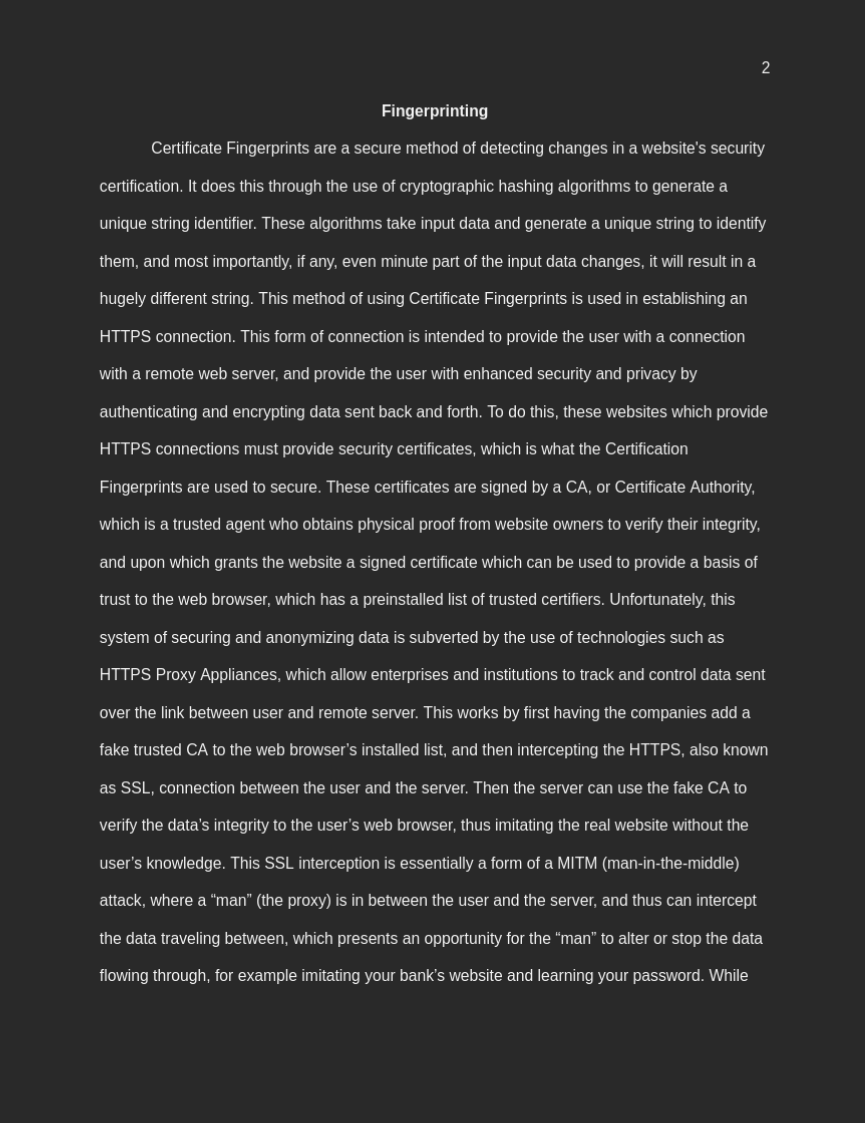 2
Fingerprinting
Certificate Fingerprints are a secure method of detecting changes in a website's security
certification. It does this through the use of cryptographic hashing algorithms to generate a
unique string identifier. These algorithms take input data and generate a unique string to identify
them, and most importantly, if any, even minute part of the input data changes, it will result in a
hugely different string. This method of using Certificate Fingerprints is used in establishing an
HTTPS connection. This form of connection is intended to provide the user with a connection
with a remote web server, and provide the user with enhanced security and privacy by
authenticating and encrypting data sent back and forth. To do this, these websites which provide
HTTPS connections must provide security certificates, which is what the Certification
Fingerprints are used to secure. These certificates are signed by a CA, or Certificate Authority,
which is a trusted agent who obtains physical proof from website owners to verify their integrity,
and upon which grants the website a signed certificate which can be used to provide a basis of
trust to the web browser, which has a preinstalled list of trusted certifiers. Unfortunately, this
system of securing and anonymizing data is subverted by the use of technologies such as
HTTPS Proxy Appliances, which allow enterprises and institutions to track and control data sent
over the link between user and remote server. This works by first having the companies add a
fake trusted CA to the web browser’s installed list, and then intercepting the HTTPS, also known
as SSL, connection between the user and the server. Then the server can use the fake CA to
verify the data’s integrity to the user’s web browser, thus imitating the real website without the
user’s knowledge. This SSL interception is essentially a form of a MITM (man-in-the-middle)
attack, where a “man” (the proxy) is in between the user and the server, and thus can intercept
the data traveling between, which presents an opportunity for the “man” to alter or stop the data
flowing through, for example imitating your bank’s website and learning your password. While